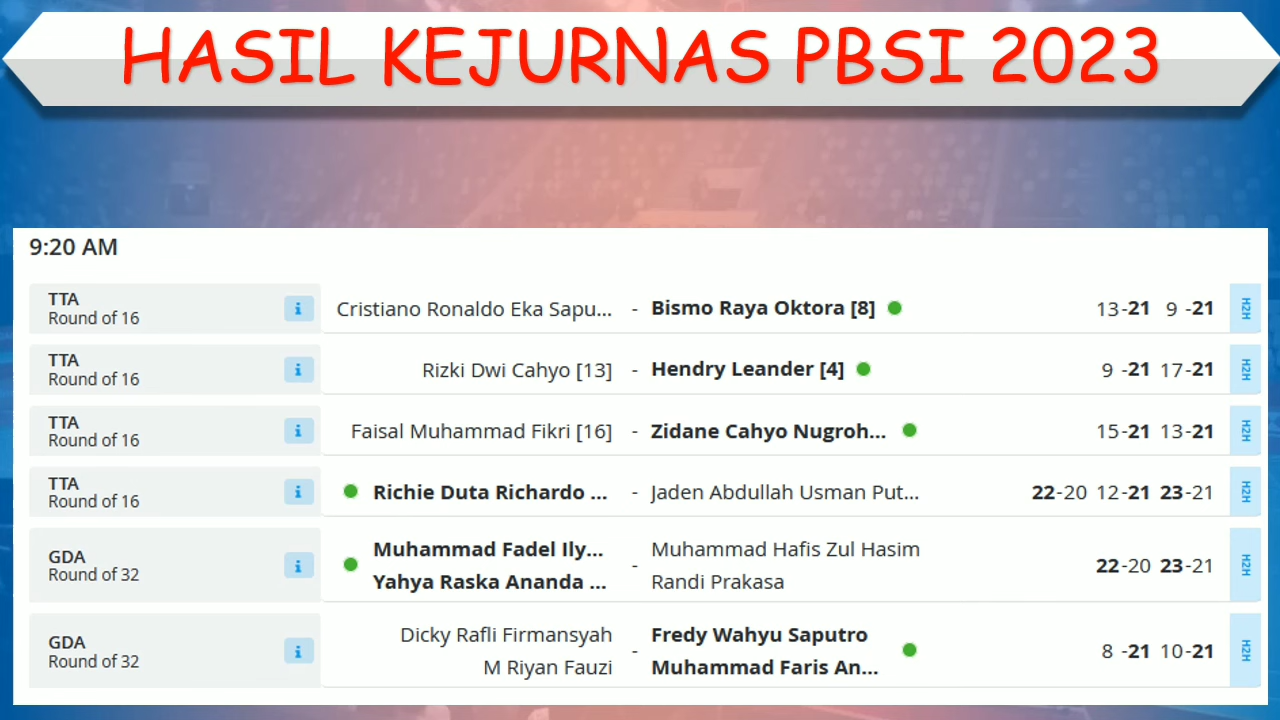 HASIL KEJURNAS PBSI 2023
9:20 AM
TTA
Round of 16
i
Cristiano Ronaldo Eka Sapu... - Bismo Raya Oktora [8] 13-21 9 -21 H2H
TTA
Round of 16
i
Rizki Dwi Cahyo [13] - Hendry Leander [4] 9 -21 17-21 H2H
TTA
Round of 16
i
Faisal Muhammad Fikri [16] - Zidane Cahyo Nugroh... 15-21 13-21 H2H
TTA
Round of 16
i
Richie Duta Richardo ... - Jaden Abdullah Usman Put... 22-20 12-21 23-21 H2H
GDA
Round of 32
i
Muhammad Fadel Ily...
Yahya Raska Ananda ...
-
Muhammad Hafis Zul Hasim
Randi Prakasa
22-20 23-21 H2H
GDA
Round of 32
i
Dicky Rafli Firmansyah
M Riyan Fauzi
-
Fredy Wahyu Saputro
Muhammad Faris An...
8 -21 10-21 H2H